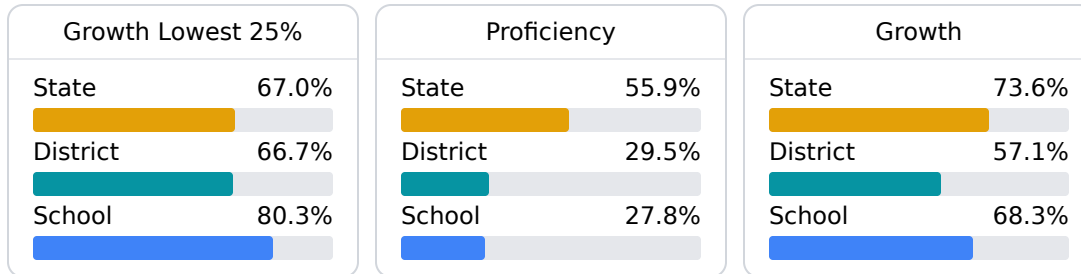 Growth Lowest 25%
State 67.0%
District 66.7%
School 80.3%
Proficiency
State 55.9%
District 29.5%
School 27.8%
Growth
State 73.6%
District 57.1%
School 68.3%